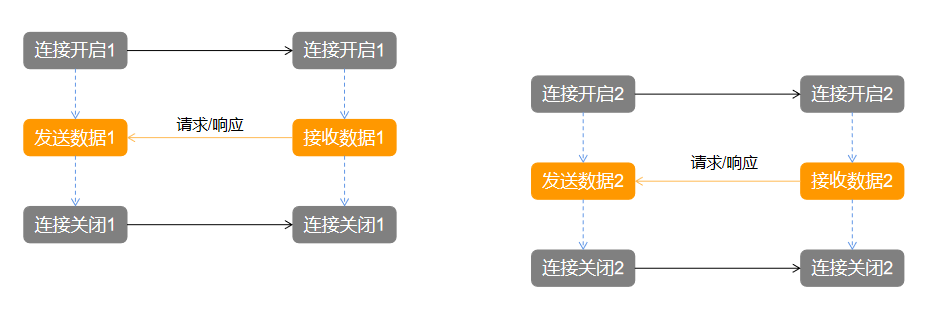 连接开启1
连接开启1
发送数据1
请求/响应
接收数据1
连接关闭1
连接关闭1
连接开启2
连接开启2
发送数据2
请求/响应
接收数据2
连接关闭2
连接关闭2